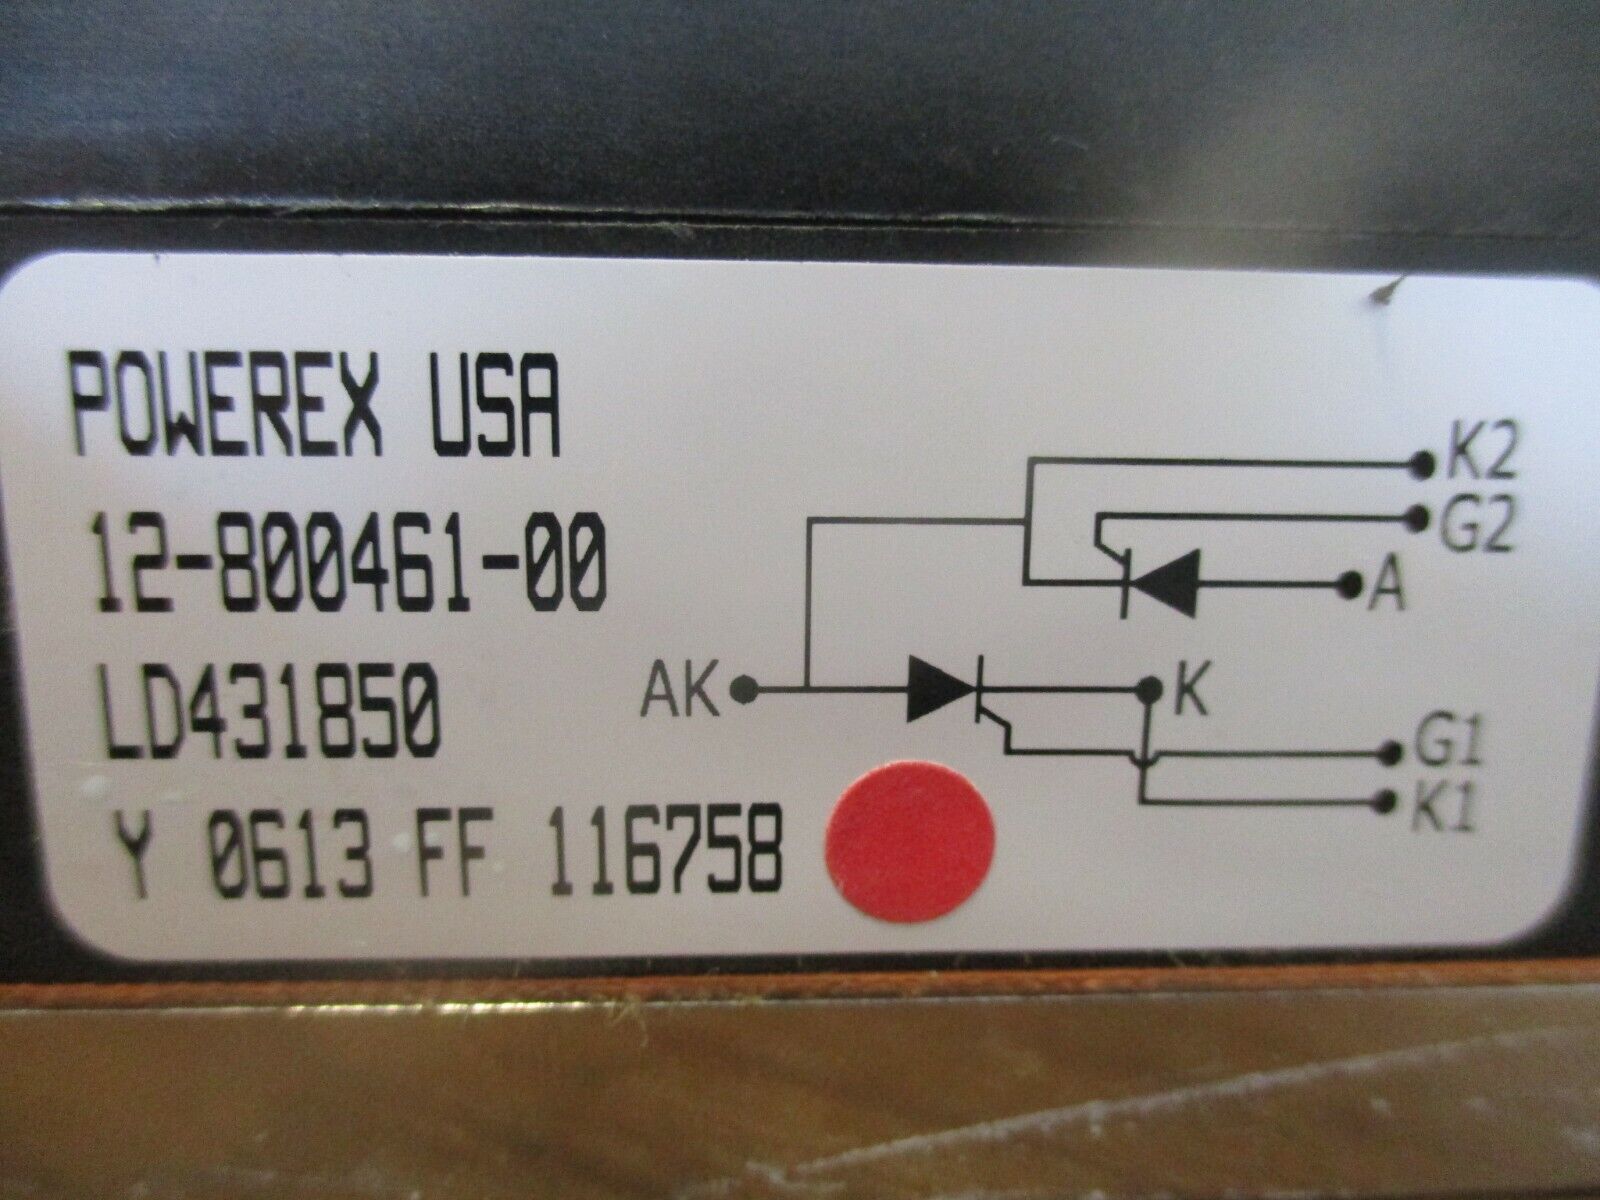 POWEREX USA
12-800461-00
LD431850
Y 0613 FF 116758
K2
G2
A
AK
K
G1
K1